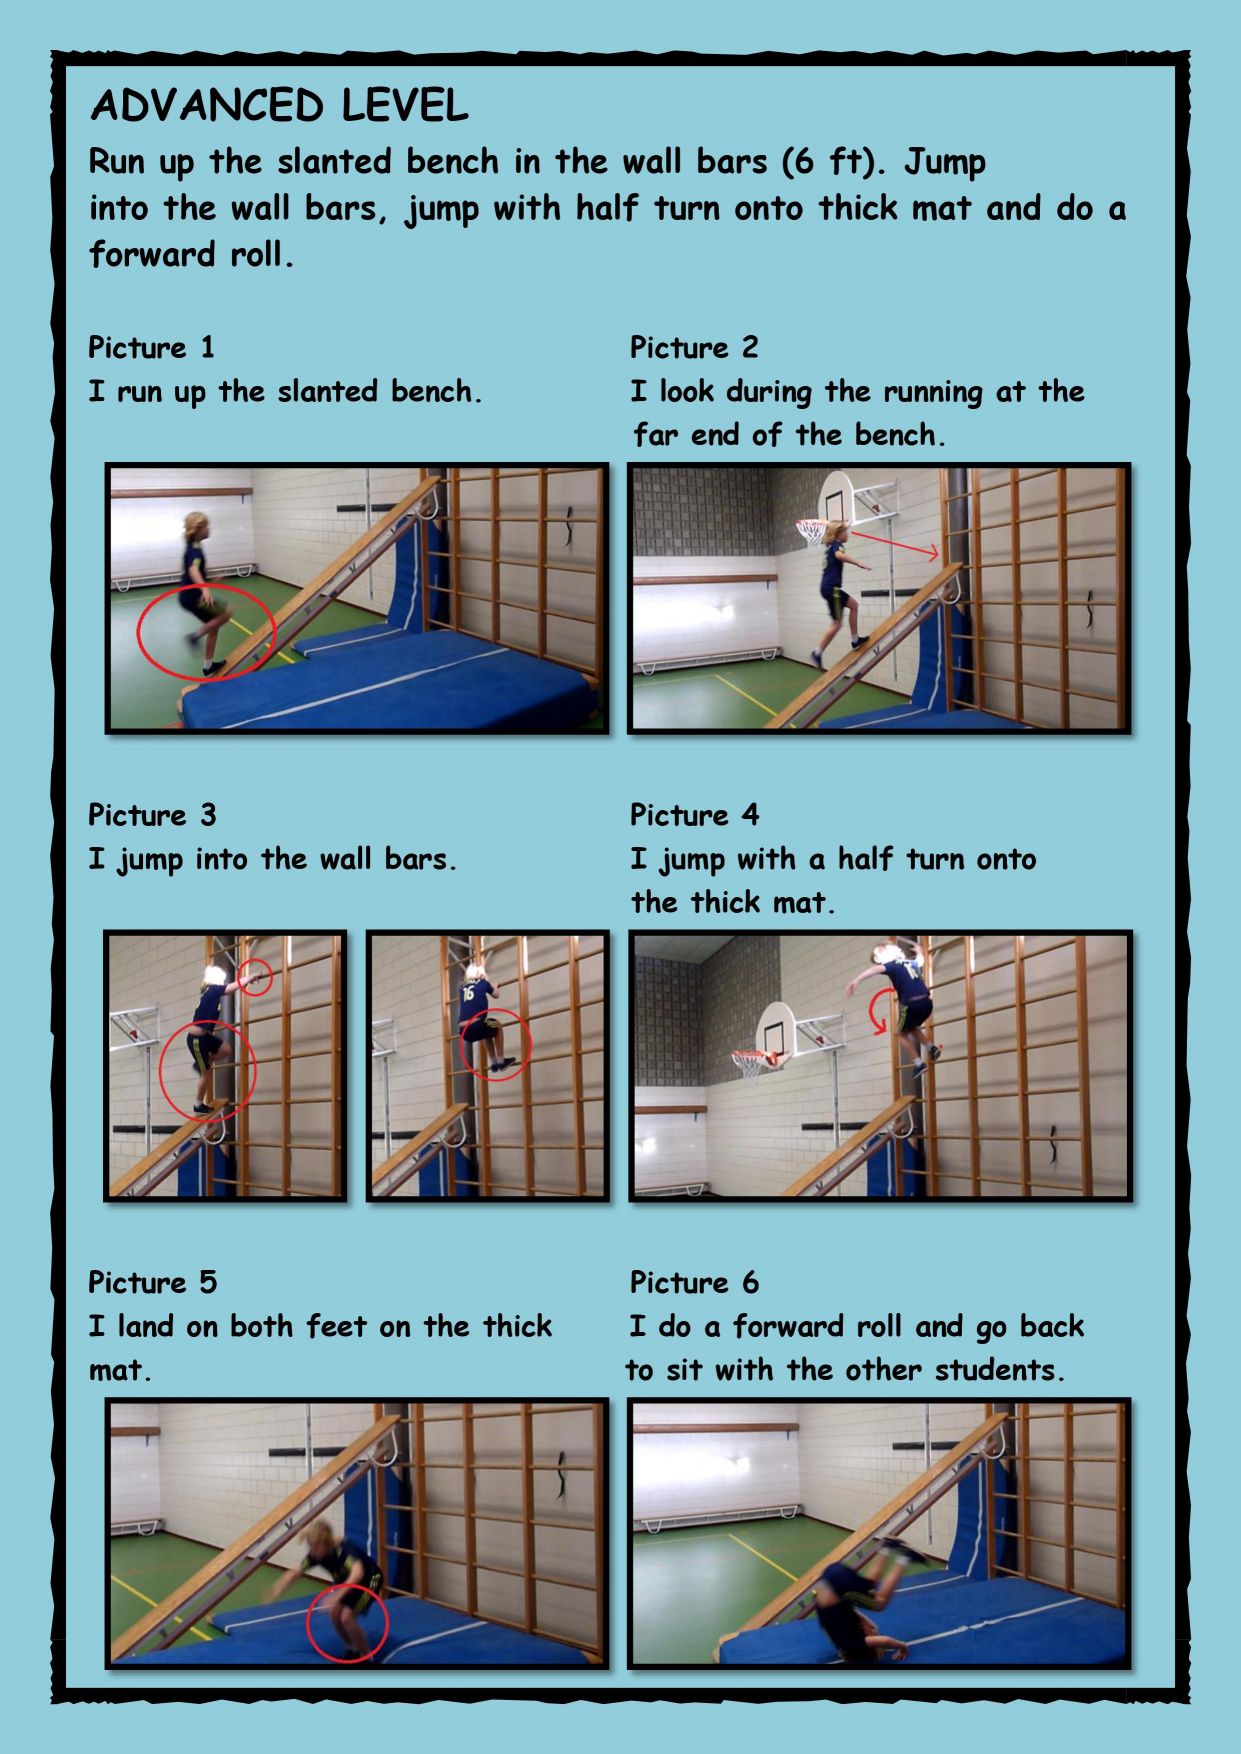 ADVANCED LEVEL
Run up the slanted bench in the wall bars (6 ft). Jump
into the wall bars, jump with half turn onto thick mat and do a
forward roll.
Picture 1
I run up the slanted bench.
Picture 2
I look during the running at the
far end of the bench.
Picture 3
I jump into the wall bars.
Picture 4
I jump with a half turn onto
the thick mat.
16
Picture 5
I land on both feet on the thick
mat.
Picture 6
I do a forward roll and go back
to sit with the other students.